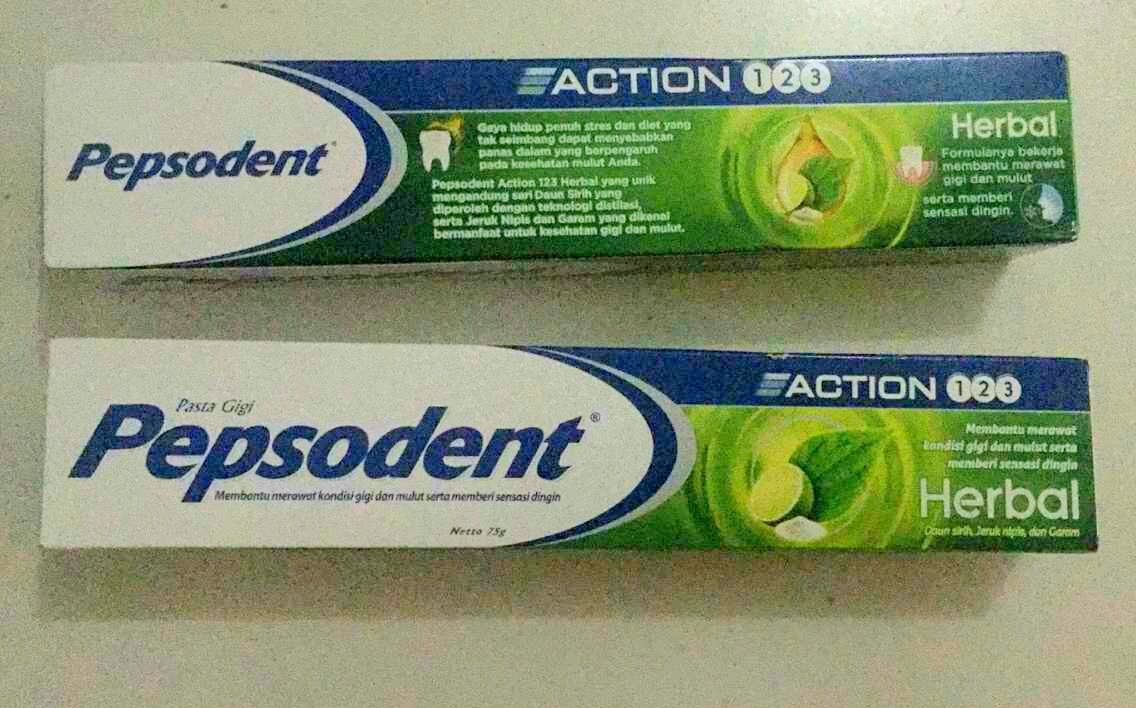 ACTION 123
Pepsodent
Gaya hidup penuh stres dan diet yang
tak seimbang dapat menyebabkan
panas dalam yang berpengaruh
pada kesehatan mulut Anda.
Pepsodent Action 123 Herbal yang unik
mengandung sari Daun Sirih yang
diperoleh dengan teknologi distilasi,
serta Jeruk Nipis dan Garam yang dikenal
bermanfaat untuk kesehatan gigi dan mulut.
Herbal
Formulanya bekerja
membantu merawat
gigi dan mulut
serta memberi
sensasi dingin.
Pasta Gigi
Pepsodent®
Membantu merawat kondisi gigi dan mulut serta memberi sensasi dingin
Netto 75g
ACTION 123
Membantu merawat
kondisi gigi dan mulut serta
memberi sensasi dingin
Herbal
Daun sirih, Jeruk nipis, dan Garam